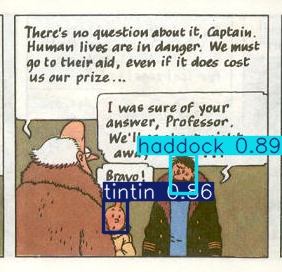 There's no question about it, Captain.
Human lives are in danger. We must
go to their aid, even if it does cost
us our prize...
I was sure of your
answer, Professor.
We'll
away
haddock 0.89
Bravo!
tintin 0.86